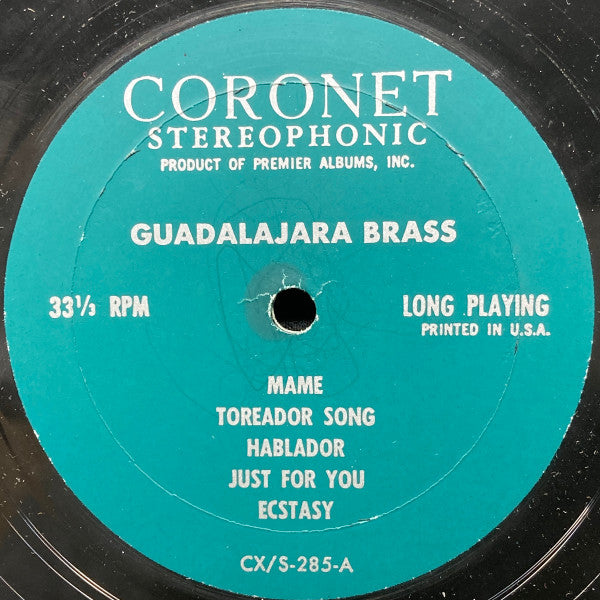 CORONET
STEREOPHONIC
PRODUCT OF PREMIER ALBUMS, INC.
GUADALAJARA BRASS
33⅓ RPM
LONG PLAYING
PRINTED IN U.S.A.
MAME
TOREADOR SONG
HABLADOR
JUST FOR YOU
ECSTASY
CX/S-285-A